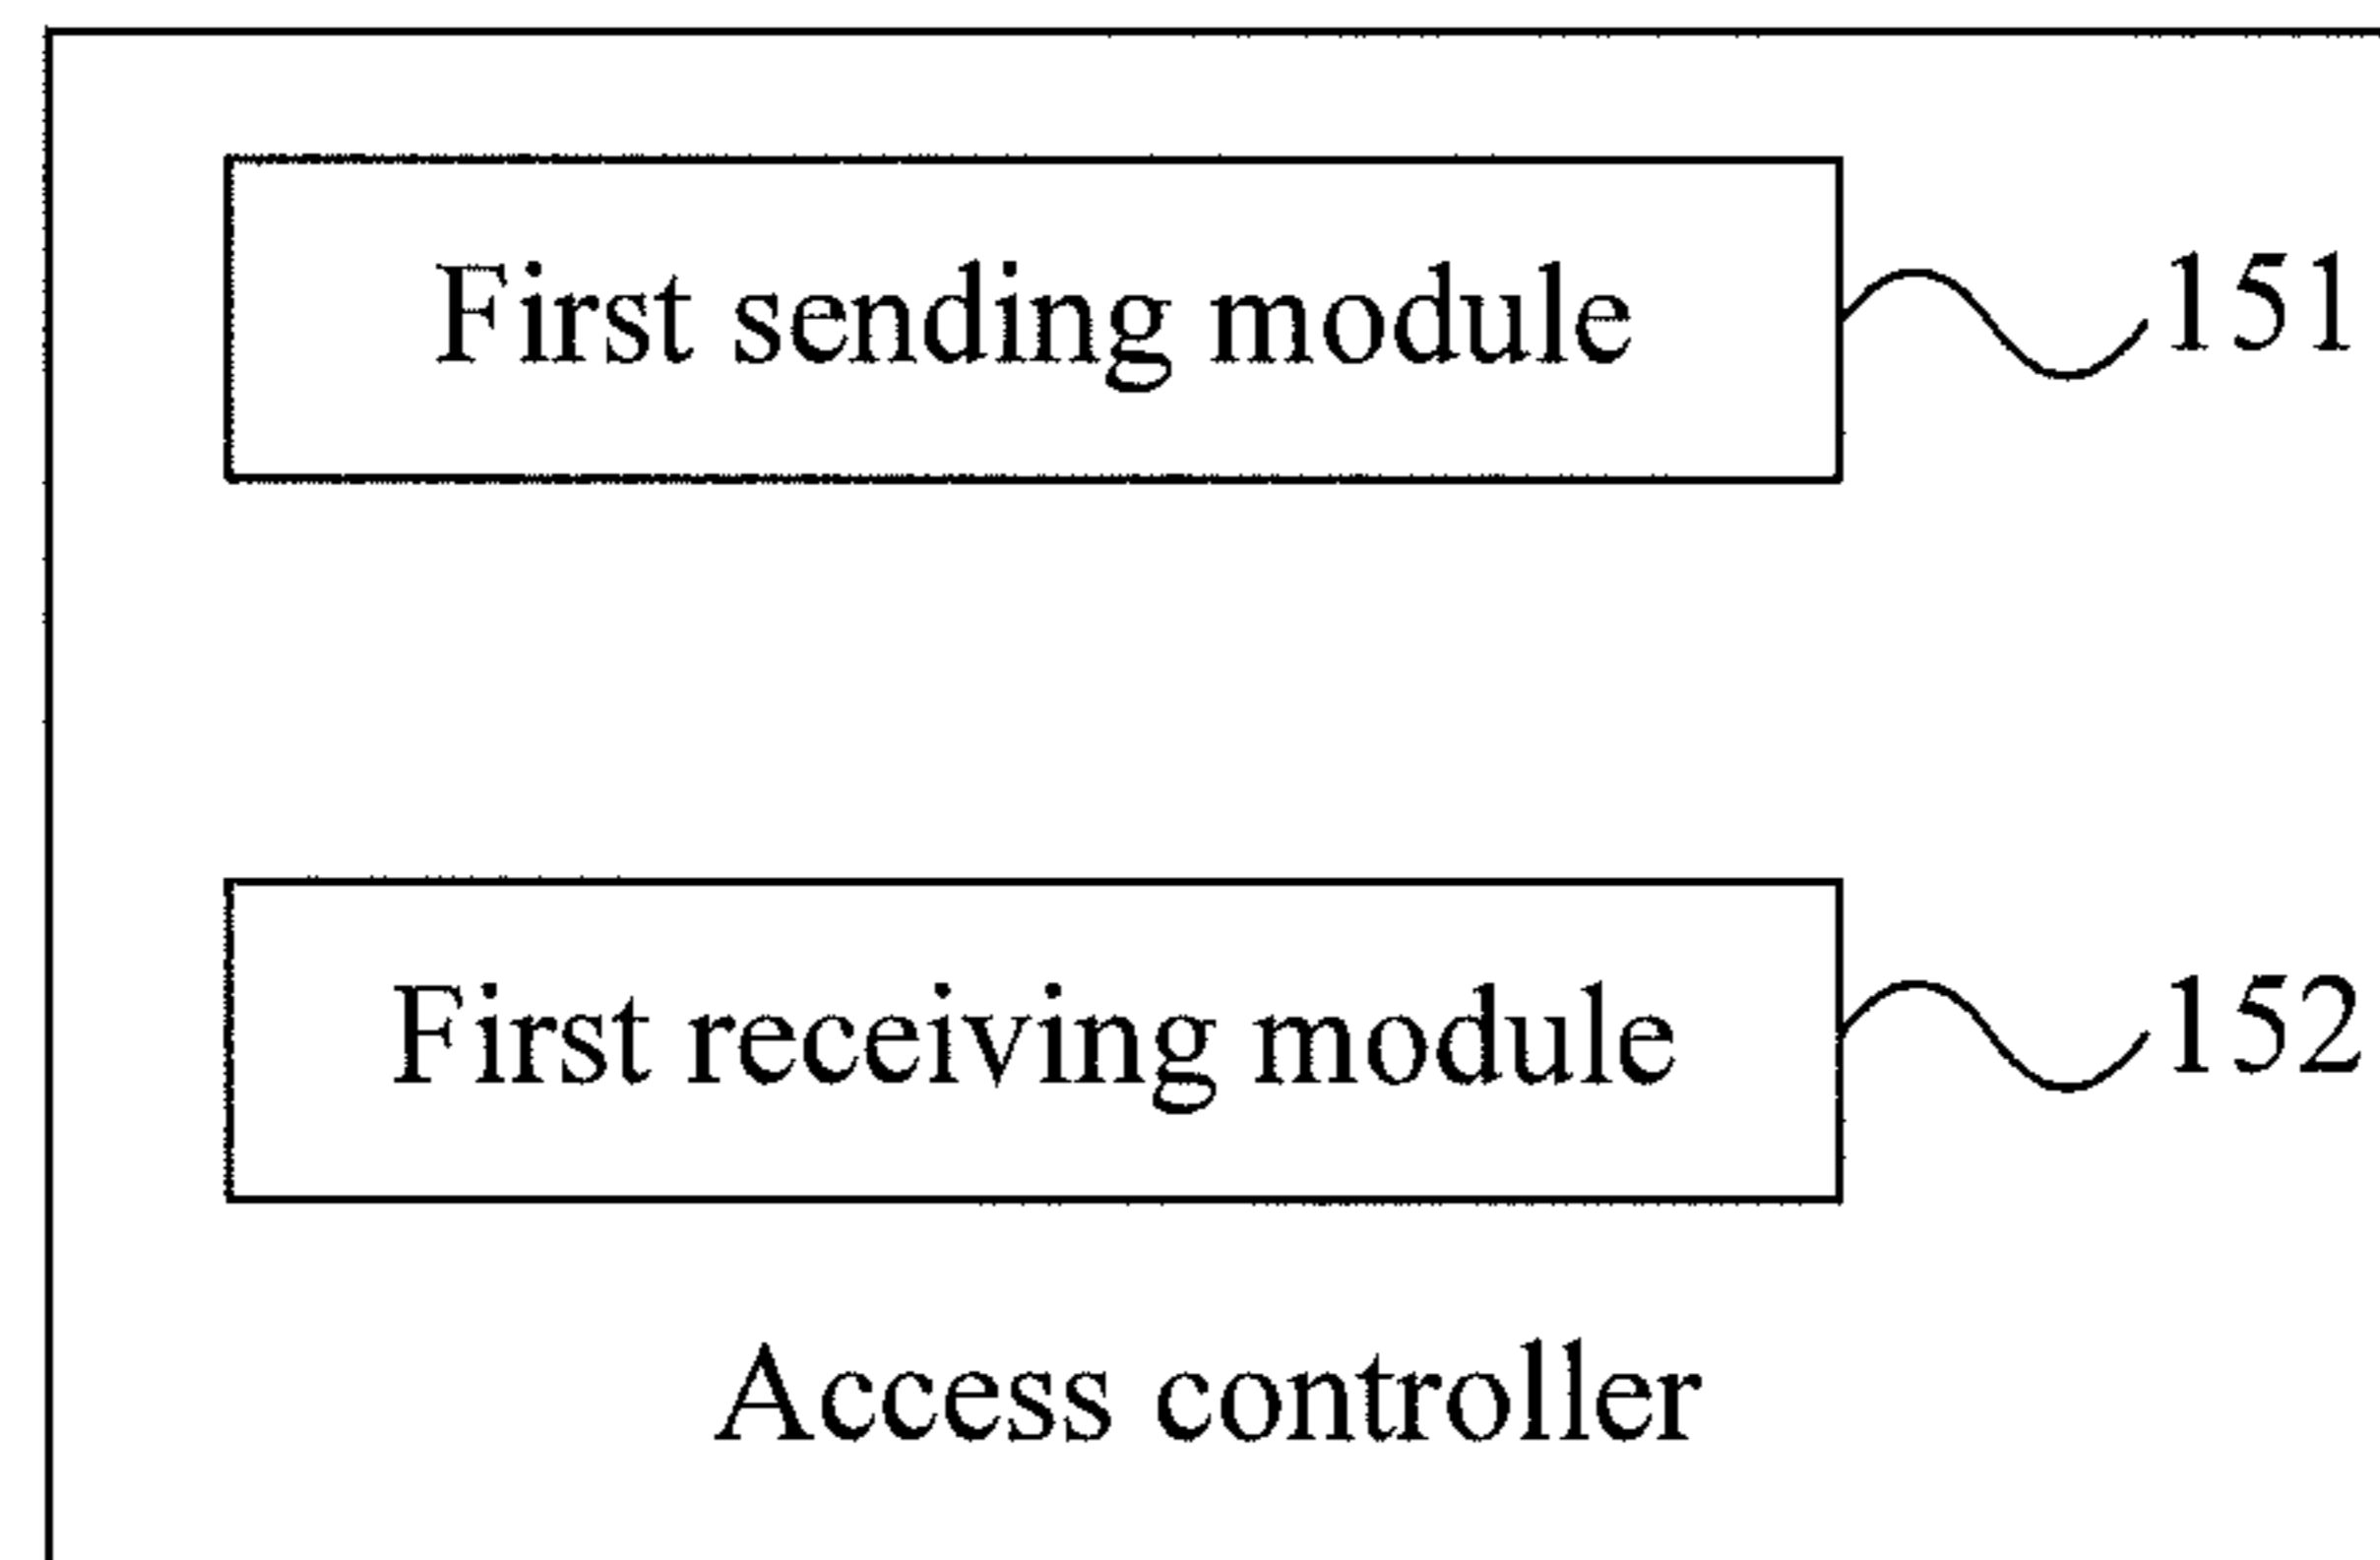 First sending module 151
First receiving module 152
Access controller